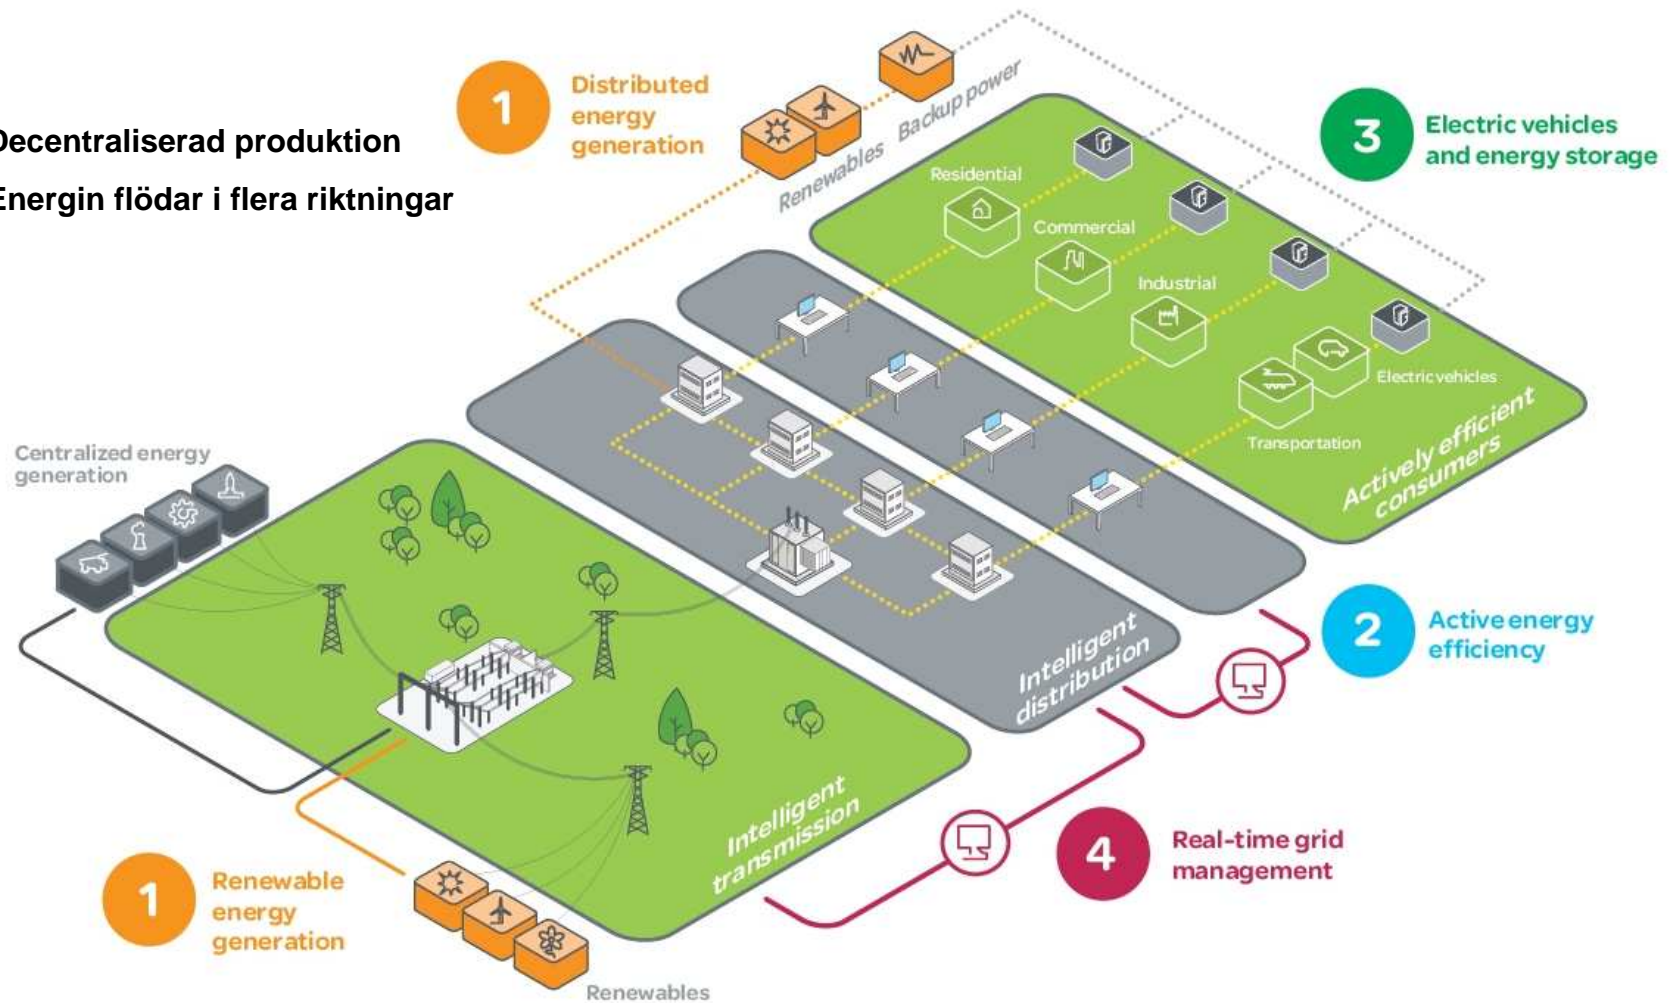 Decentraliserad produktion
Energin flödar i flera riktningar
1
Distributed
energy
generation
Renewables
Backup power
3
Electric vehicles
and energy storage
Residential
Commercial
Industrial
Electric vehicles
Transportation
Actively efficient
consumers
Centralized energy
generation
2
Active energy
efficiency
Intelligent
distribution
Intelligent
transmission
4
Real-time grid
management
1
Renewable
energy
generation
Renewables